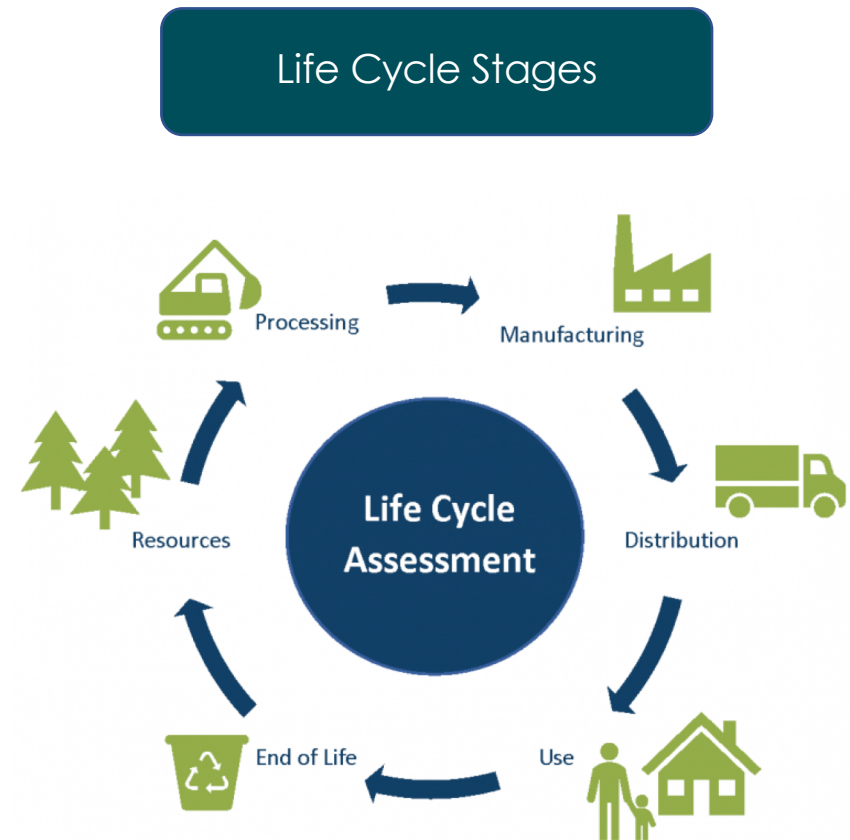 Life Cycle Stages
Processing
Manufacturing
Life Cycle
Assessment
Resources
Distribution
End of Life
Use